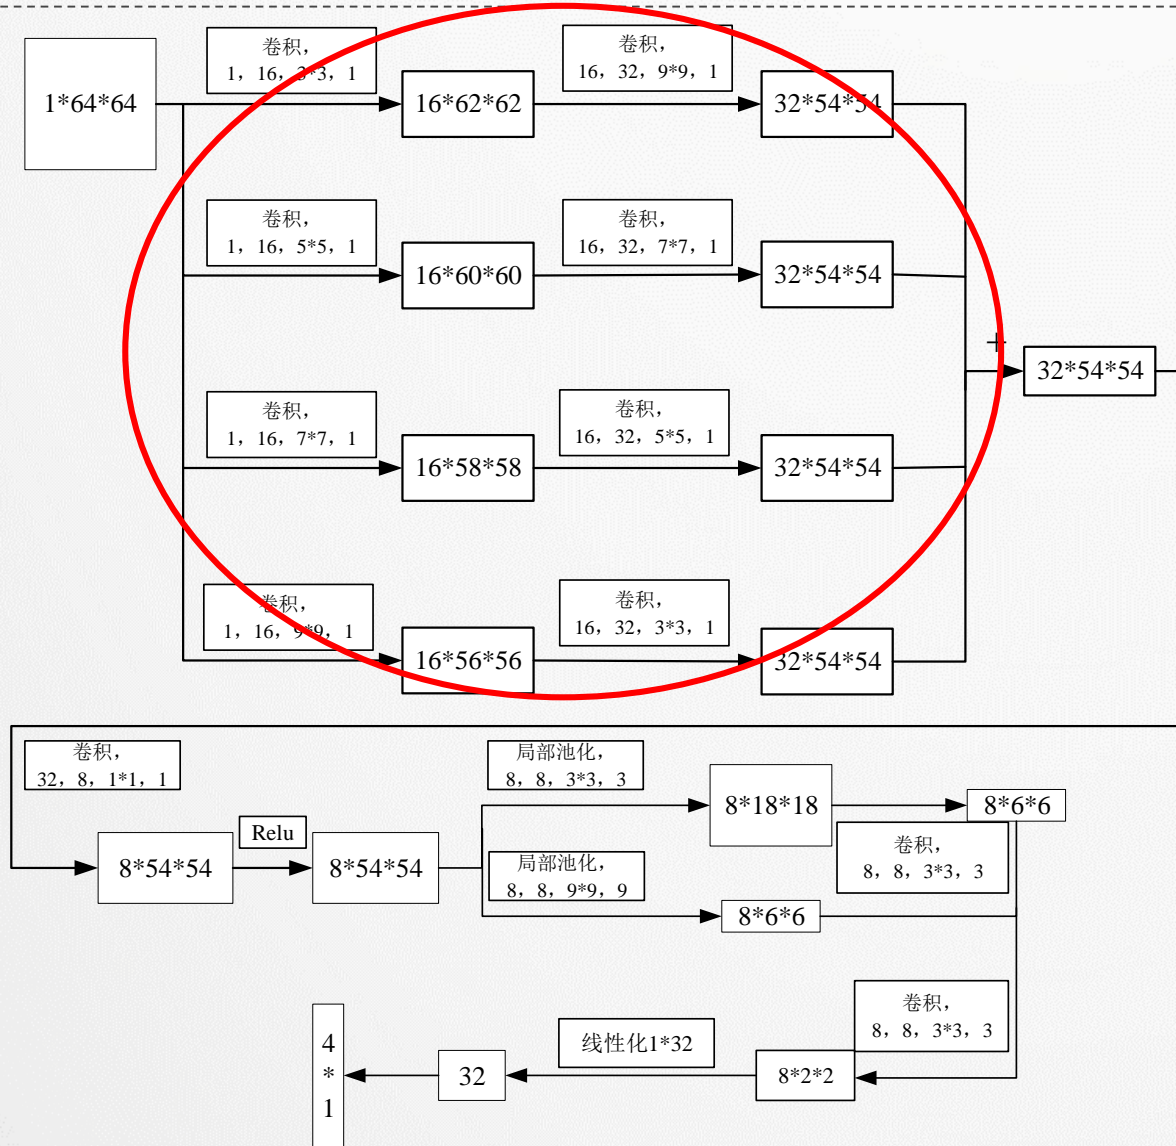 1*64*64
卷积，
1，16，3*3，1
16*62*62
卷积，
16，32，9*9，1
32*54*54
卷积，
1，16，5*5，1
16*60*60
卷积，
16，32，7*7，1
32*54*54
+
32*54*54
卷积，
1，16，7*7，1
16*58*58
卷积，
16，32，5*5，1
32*54*54
卷积，
1，16，9*9，1
16*56*56
卷积，
16，32，3*3，1
32*54*54
卷积，
32，8，1*1，1
8*54*54
Relu
8*54*54
局部池化，
8，8，3*3，3
8*18*18
8*6*6
卷积，
8，8，3*3，3
局部池化，
8，8，9*9，9
8*6*6
卷积，
8，8，3*3，3
8*2*2
线性化1*32
32
4
*
1